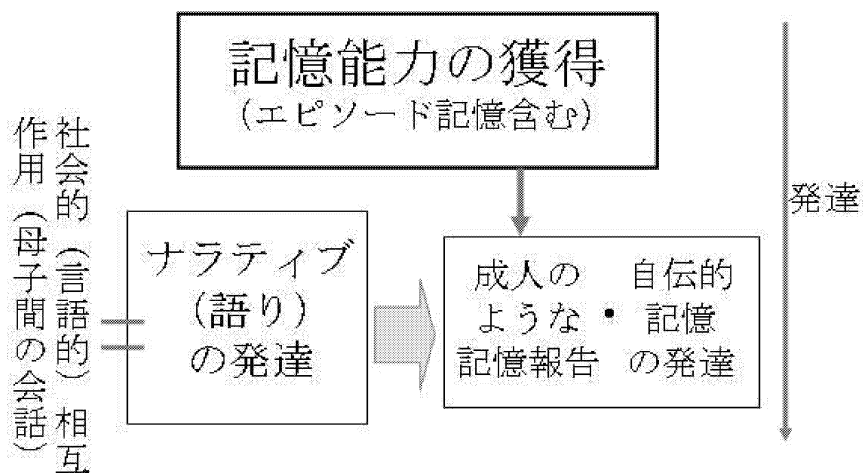 記憶能力の獲得
（エピソード記憶含む）
社会的（言語的）相互
作用（母子間の会話）
ナラティブ
（語り）
の発達
成人の
ような
記憶報告
・
自伝的
記憶
の発達
発達